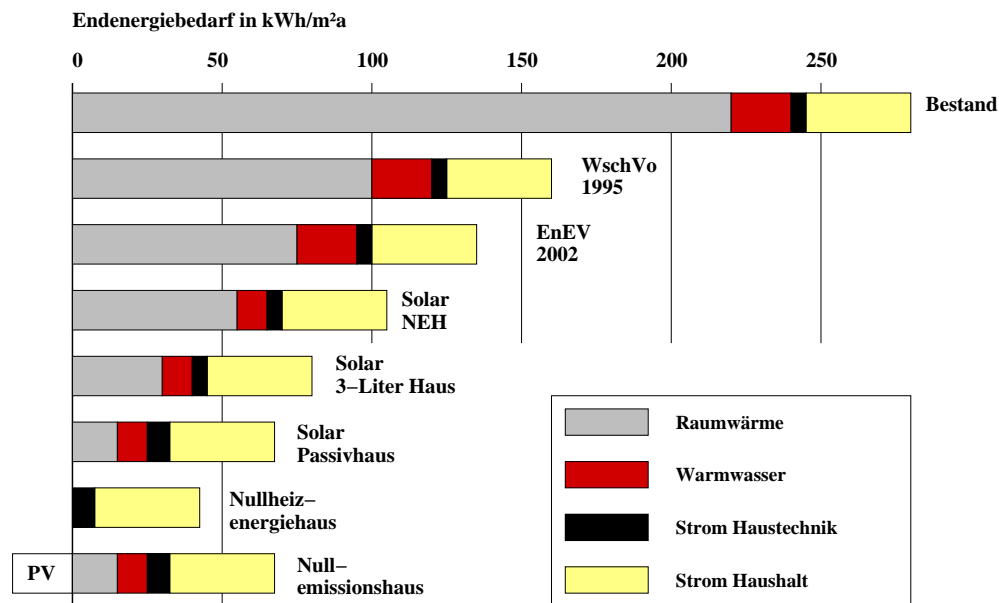 Endenergiebedarf in kWh/m²a
0 50 100 150 200 250
Bestand
WschVo
1995
EnEV
2002
Solar
NEH
Solar
3−Liter Haus
Solar
Passivhaus
Nullheiz−
energiehaus
PV
Null−
emissionshaus
Raumwärme
Warmwasser
Strom Haustechnik
Strom Haushalt